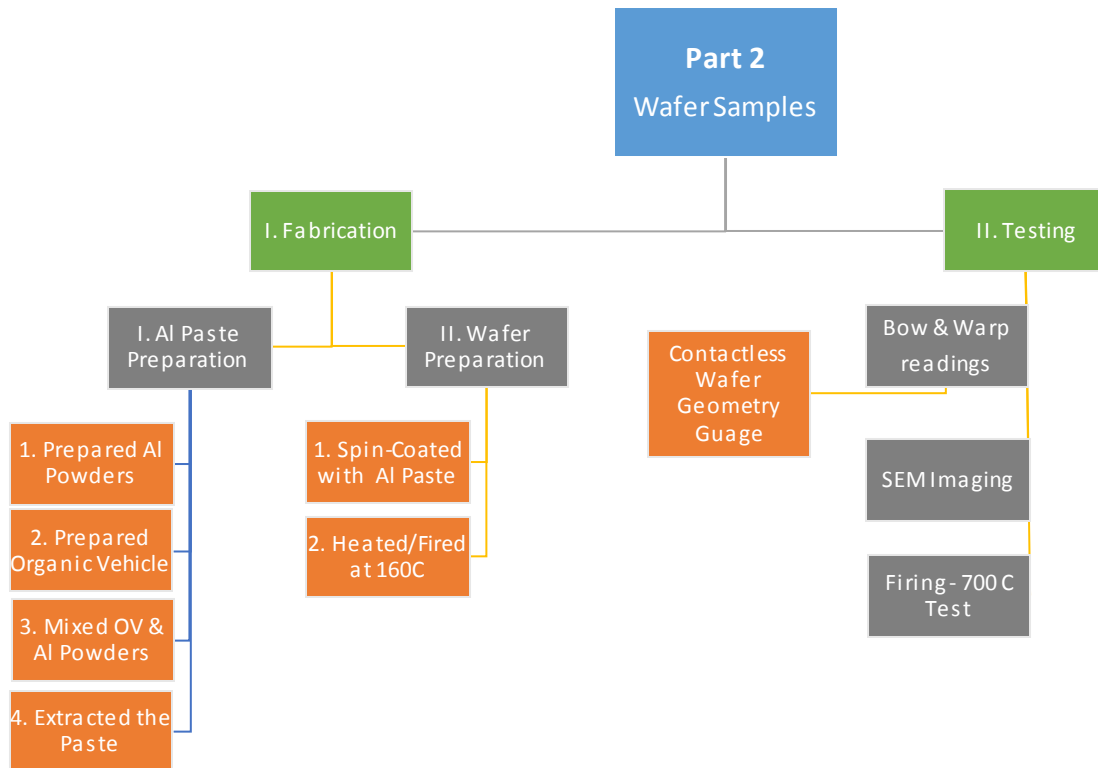 Part 2
Wafer Samples
I. Fabrication
II. Testing
I. Al Paste
Preparation
II. Wafer
Preparation
Contactless
Wafer
Geometry
Guage
Bow & Warp
readings
1. Prepared Al
Powders
2. Prepared
Organic Vehicle
3. Mixed OV &
Al Powders
4. Extracted the
Paste
1. Spin-Coated
with Al Paste
2. Heated/Fired
at 160C
SEM Imaging
Firing - 700 C
Test